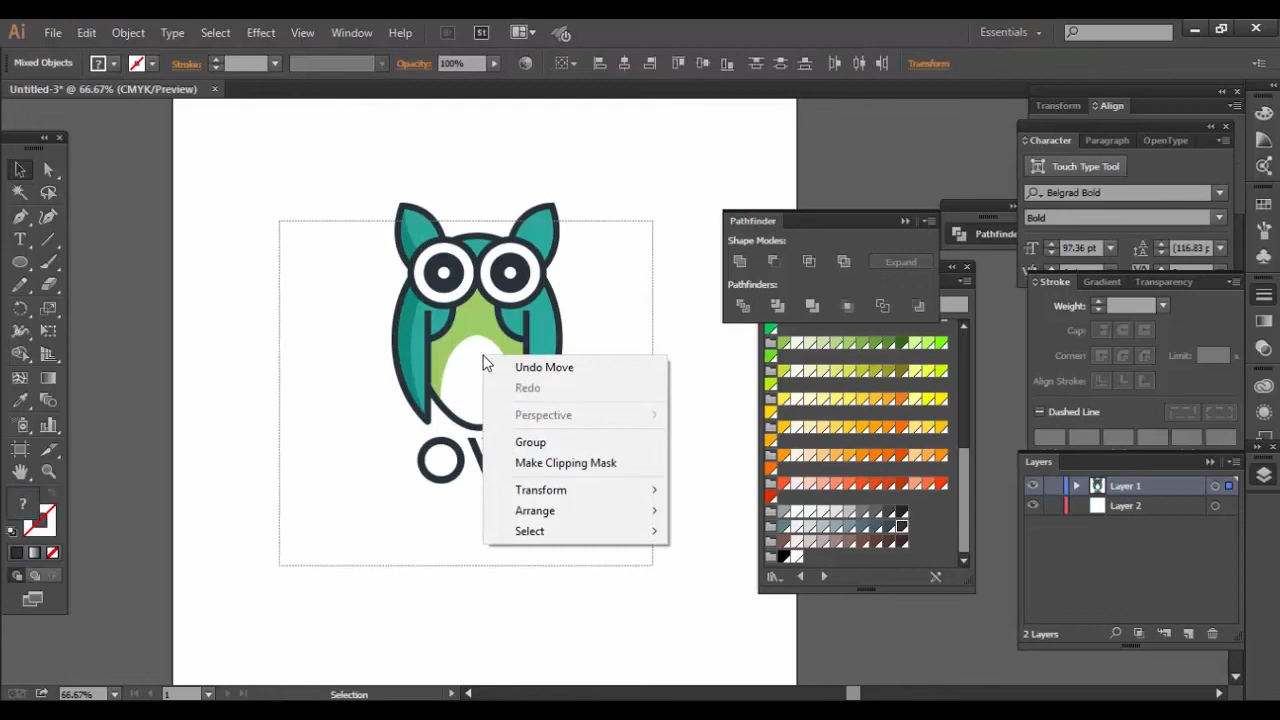 Ai File Edit Object Type Select Effect View Window Help Br St Essentials
Mixed Objects ? Stroke: Opacity: 100% Transform
Untitled-3* @ 66.67% (CMYK/Preview) ×
Transform Align
Character Paragraph OpenType
Touch Type Tool
Belgrad Bold
Bold
97.36 pt (116.83 p
Pathfinder
Shape Modes:
Expand
Pathfinders:
Pathfinde
Stroke Gradient Transparency
Weight:
Cap:
Corner: Limit: x
Align Stroke:
Dashed Line
Undo Move
Redo
Perspective
Group
Make Clipping Mask
Transform
Arrange
Select
Layers
Layer 1
Layer 2
2 Layers
?
66.67% 1 Selection